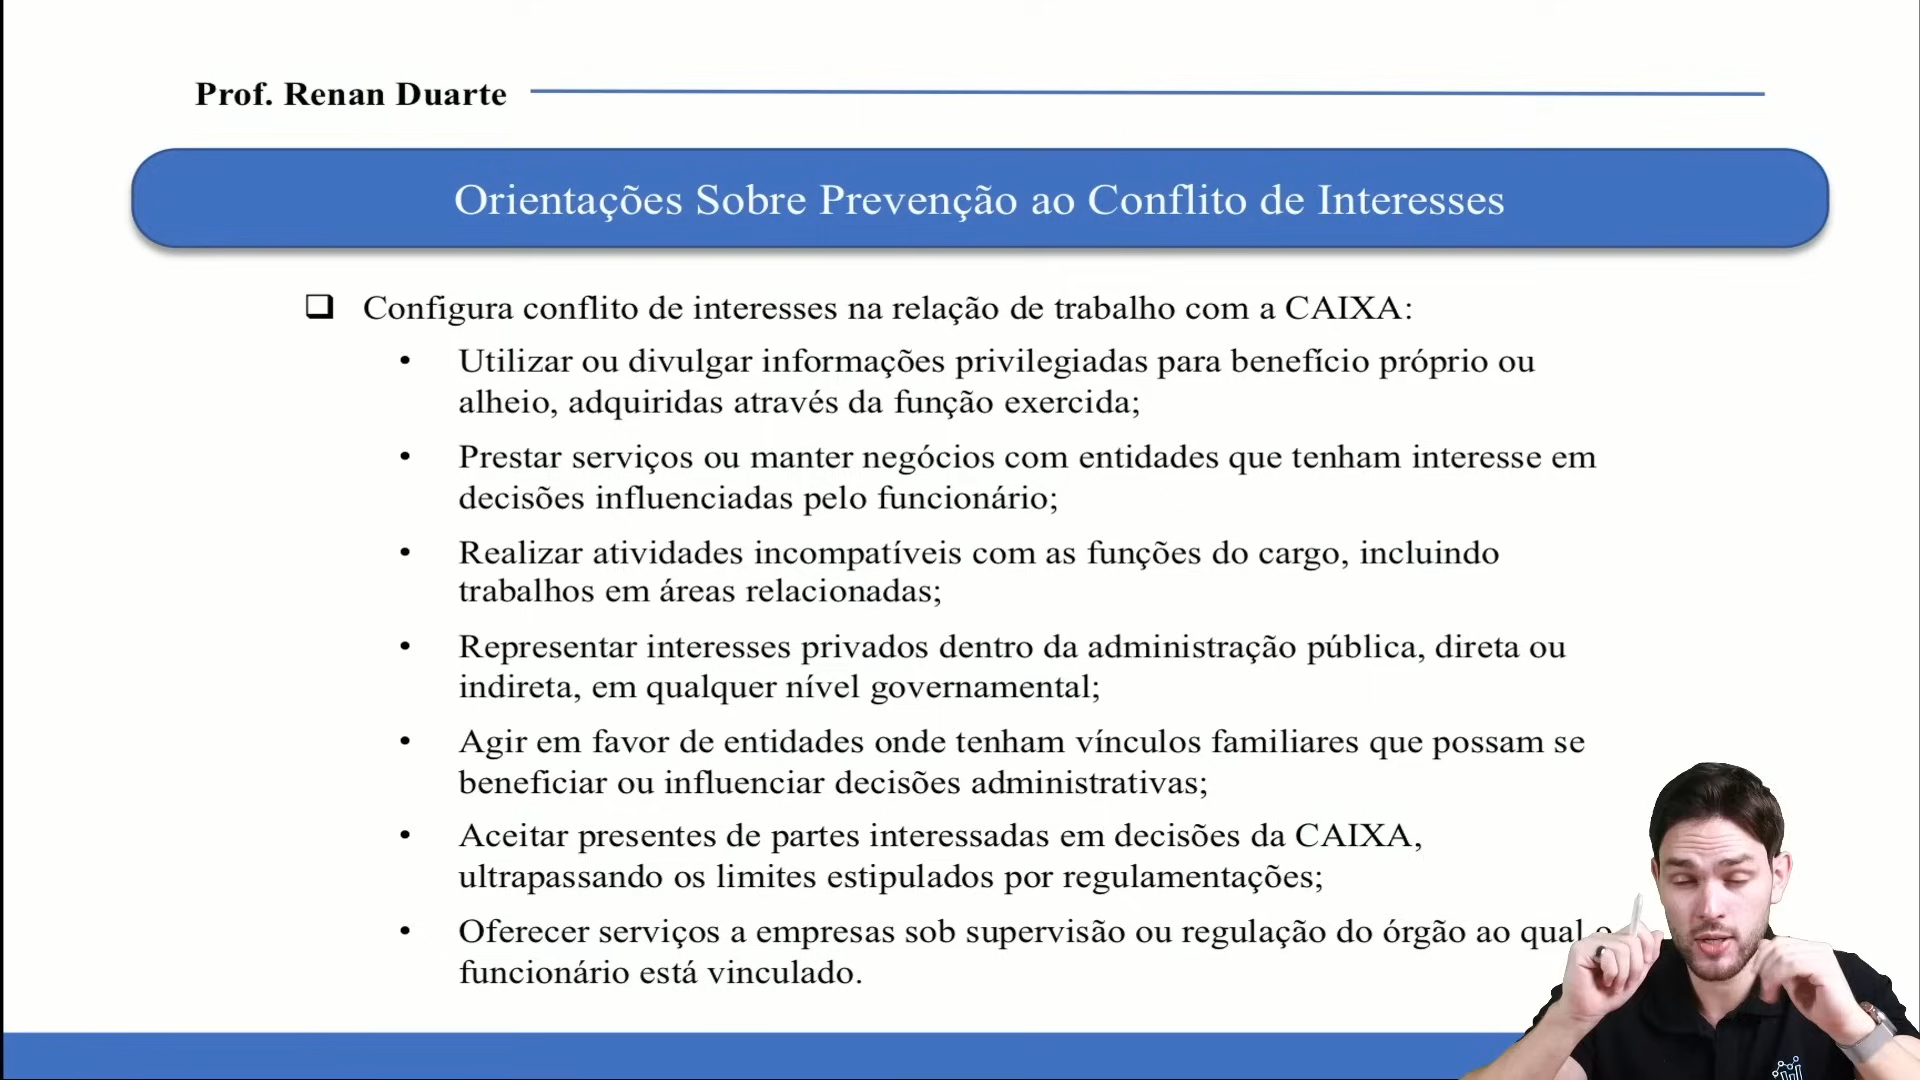 Prof. Renan Duarte
Orientações Sobre Prevenção ao Conflito de Interesses
Configura conflito de interesses na relação de trabalho com a CAIXA:
• Utilizar ou divulgar informações privilegiadas para benefício próprio ou
alheio, adquiridas através da função exercida;
• Prestar serviços ou manter negócios com entidades que tenham interesse em
decisões influenciadas pelo funcionário;
• Realizar atividades incompatíveis com as funções do cargo, incluindo
trabalhos em áreas relacionadas;
• Representar interesses privados dentro da administração pública, direta ou
indireta, em qualquer nível governamental;
• Agir em favor de entidades onde tenham vínculos familiares que possam se
beneficiar ou influenciar decisões administrativas;
• Aceitar presentes de partes interessadas em decisões da CAIXA,
ultrapassando os limites estipulados por regulamentações;
• Oferecer serviços a empresas sob supervisão ou regulação do órgão ao qual o
funcionário está vinculado.